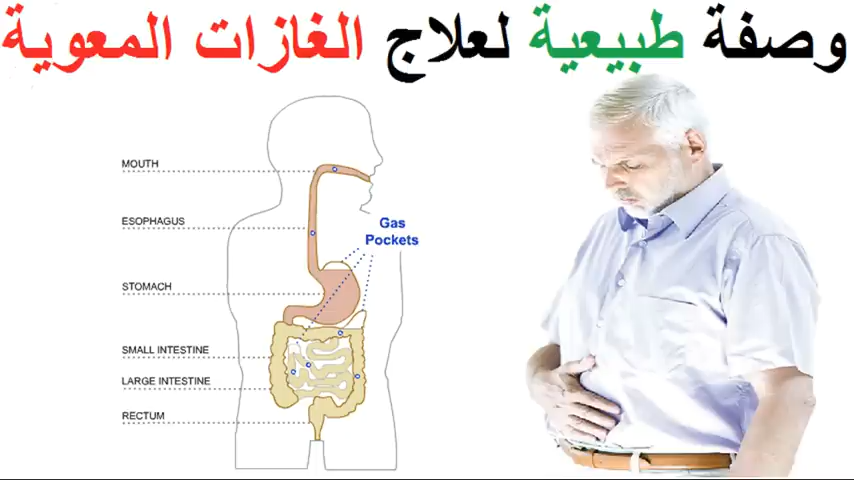 وصفة طبيعية لعلاج الغازات المعوية
MOUTH
ESOPHAGUS
Gas
Pockets
STOMACH
SMALL INTESTINE
LARGE INTESTINE
RECTUM